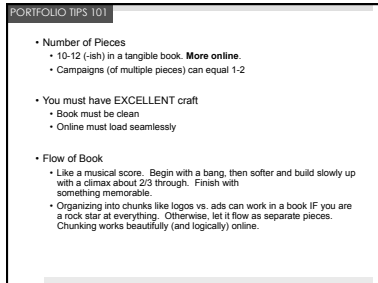 PORTFOLIO TIPS 101
• Number of Pieces
• 10-12 (-ish) in a tangible book. More online.
• Campaigns (of multiple pieces) can equal 1-2
• You must have EXCELLENT craft
• Book must be clean
• Online must load seamlessly
• Flow of Book
• Like a musical score. Begin with a bang, then softer and build slowly up
with a climax about 2/3 through. Finish with
something memorable.
• Organizing into chunks like logos vs. ads can work in a book IF you are
a rock star at everything. Otherwise, let it flow as separate pieces.
Chunking works beautifully (and logically) online.